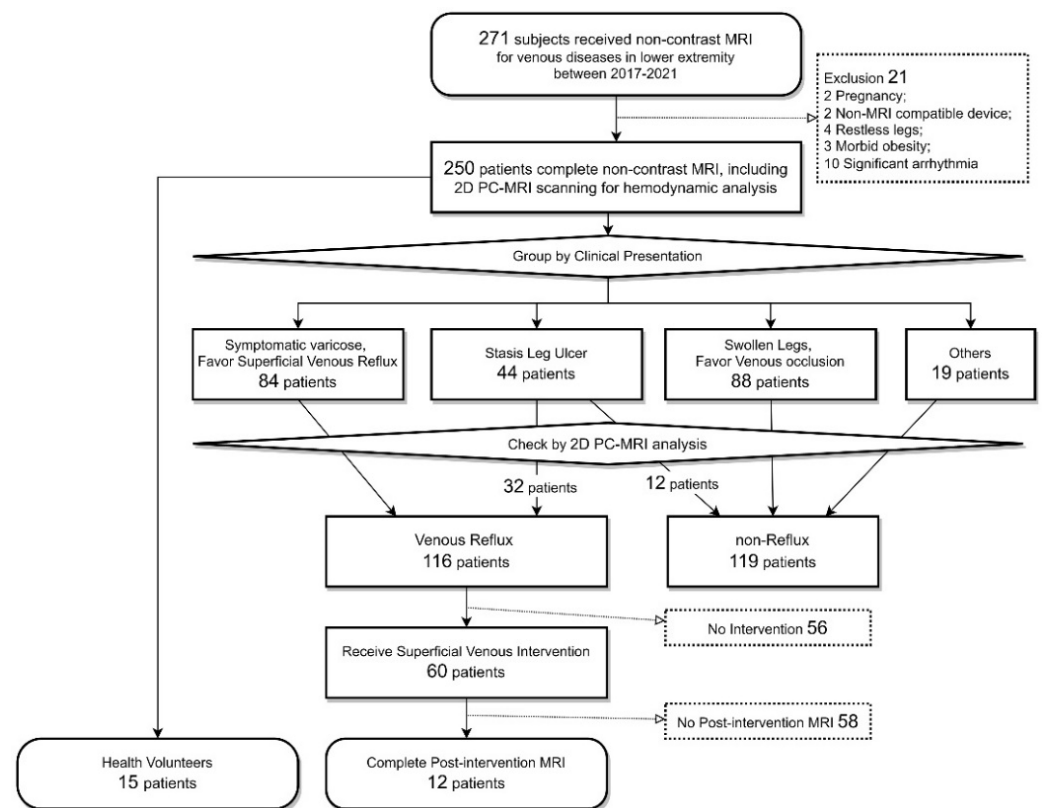 271 subjects received non-contrast MRI
for venous diseases in lower extremity
between 2017-2021
Exclusion 21
2 Pregnancy;
2 Non-MRI compatible device;
4 Restless legs;
3 Morbid obesity;
10 Significant arrhythmia
250 patients complete non-contrast MRI, including
2D PC-MRI scanning for hemodynamic analysis
Group by Clinical Presentation
Symptomatic varicose,
Favor Superficial Venous Reflux
84 patients
Stasis Leg Ulcer
44 patients
Swollen Legs,
Favor Venous occlusion
88 patients
Others
19 patients
Check by 2D PC-MRI analysis
32 patients
12 patients
Venous Reflux
116 patients
non-Reflux
119 patients
No Intervention 56
Receive Superficial Venous Intervention
60 patients
No Post-intervention MRI 58
Health Volunteers
15 patients
Complete Post-intervention MRI
12 patients